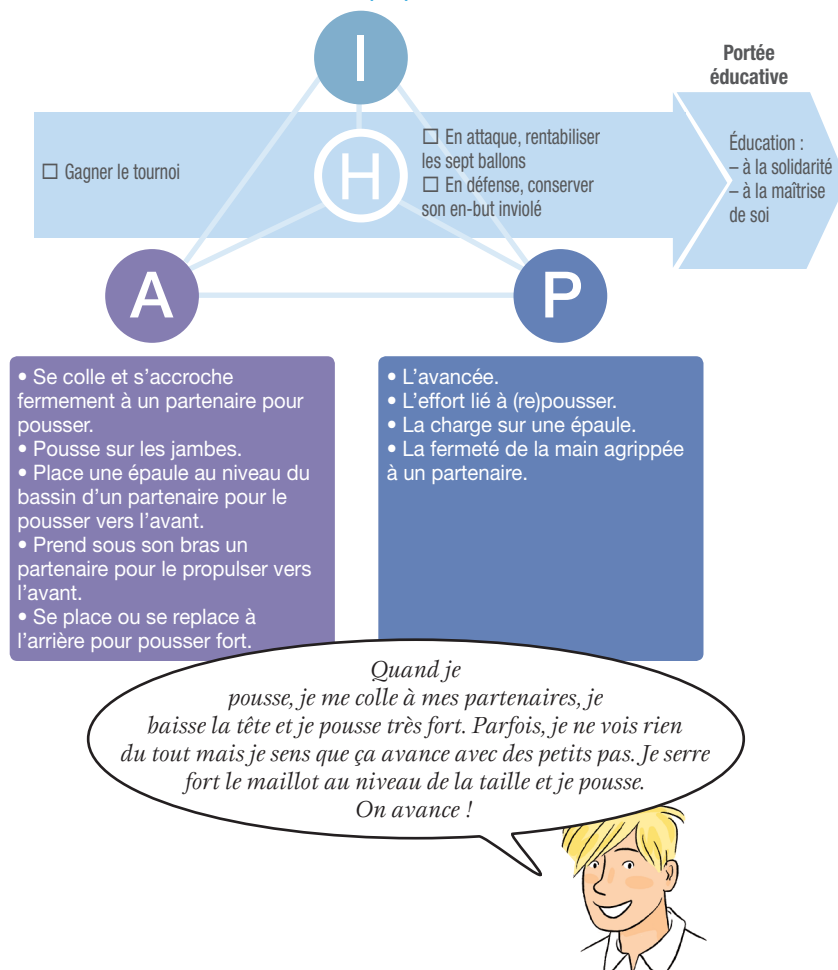 I
Portée
éducative
☐ Gagner le tournoi
H
☐ En attaque, rentabiliser
les sept ballons
☐ En défense, conserver
son en-but inviolé
Éducation :
– à la solidarité
– à la maîtrise
de soi
A
P
• Se colle et s’accroche
fermement à un partenaire pour
pousser.
• Pousse sur les jambes.
• Place une épaule au niveau du
bassin d’un partenaire pour le
pousser vers l’avant.
• Prend sous son bras un
partenaire pour le propulser vers
l’avant.
• Se place ou se replace à
l’arrière pour pousser fort.
• L’avancée.
• L’effort lié à (re)pousser.
• La charge sur une épaule.
• La fermeté de la main agrippée
à un partenaire.
Quand je
pousse, je me colle à mes partenaires, je
baisse la tête et je pousse très fort. Parfois, je ne vois rien
du tout mais je sens que ça avance avec des petits pas. Je serre
fort le maillot au niveau de la taille et je pousse.
On avance !